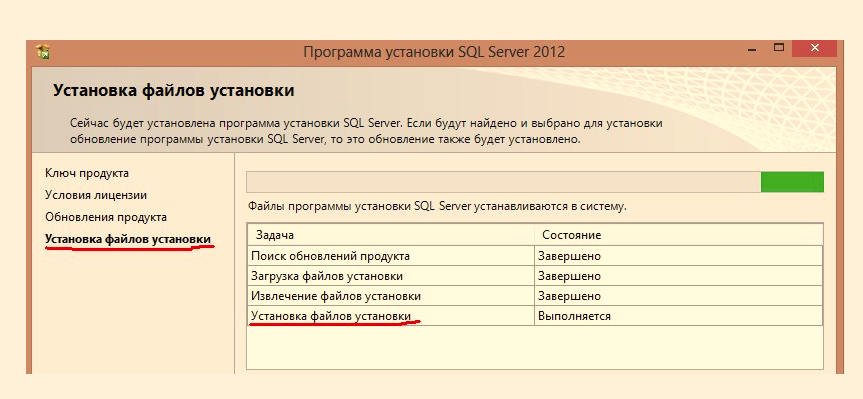 Программа установки SQL Server 2012
Установка файлов установки
Сейчас будет установлена программа установки SQL Server. Если будут найдено и выбрано для установки
обновление программы установки SQL Server, то это обновление также будет установлено.
Ключ продукта
Условия лицензии
Обновления продукта
Установка файлов установки
Файлы программы установки SQL Server устанавливаются в систему.
Задача Состояние
Поиск обновлений продукта Завершено
Загрузка файлов установки Завершено
Извлечение файлов установки Завершено
Установка файлов установки Выполняется